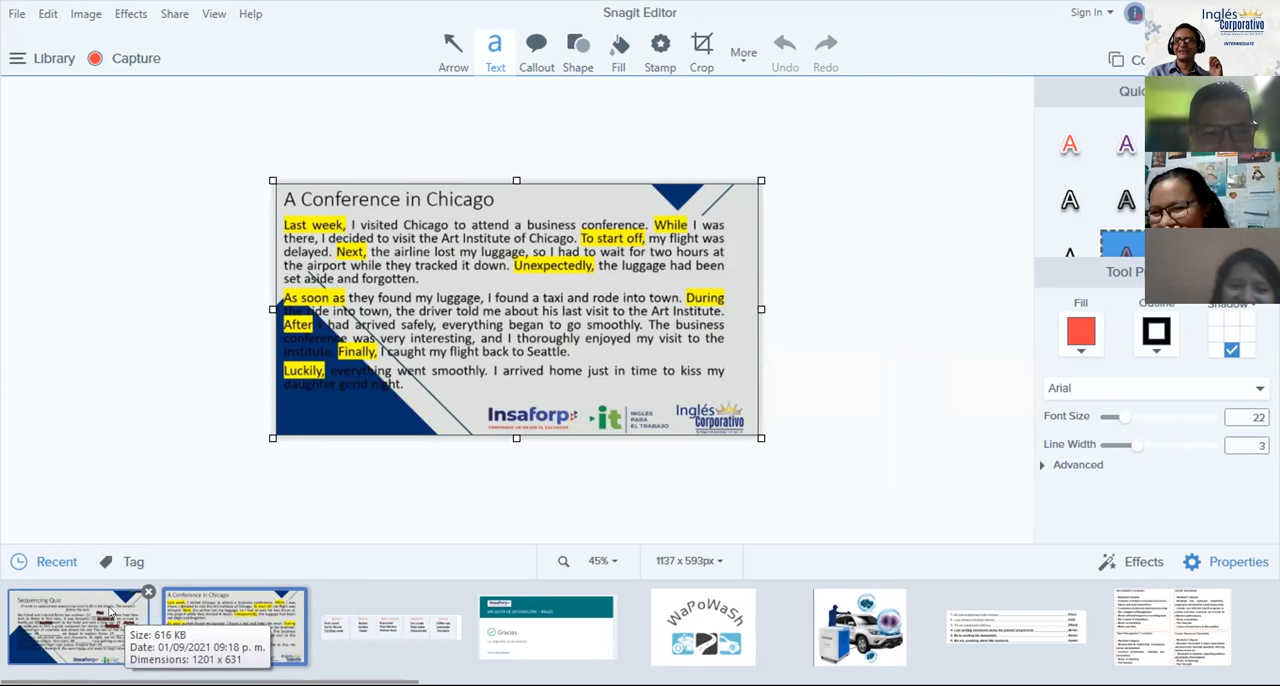 File Edit Image Effects Share View Help
Snagit Editor
Sign In
Inglés
Corporativo
INTERMEDIATE
Library Capture
Arrow Text Callout Shape Fill Stamp Crop More Undo Redo
A Conference in Chicago
Last week, I visited Chicago to attend a business conference. While I was
there, I decided to visit the Art Institute of Chicago. To start off, my flight was
delayed. Next, the airline lost my luggage, so I had to wait for two hours at
the airport while they tracked it down. Unexpectedly, the luggage had been
set aside and forgotten.
As soon as they found my luggage, I found a taxi and rode into town. During
the ride into town, the driver told me about his last visit to the Art Institute.
After I had arrived safely, everything began to go smoothly. The business
conference was very interesting, and I thoroughly enjoyed my visit to the
institute. Finally, I caught my flight back to Seattle.
Luckily, everything went smoothly. I arrived home just in time to kiss my
daughter good night.
Insaforp
it INGLÉS PARA EL TRABAJO
Inglés Corporativo
Quic
Tool P
Fill
Outline
Shadow
Arial
Font Size 22
Line Width 3
Advanced
Recent Tag
45%
1137 x 593px
Effects Properties
Sequencing Quiz
Size: 616 KB
Date: 01/09/2021 09:18 p. m.
Dimensions: 1201 x 631
A Conference in Chicago
Insaforp
Insaforp
Gracias.
WaPoWaSh